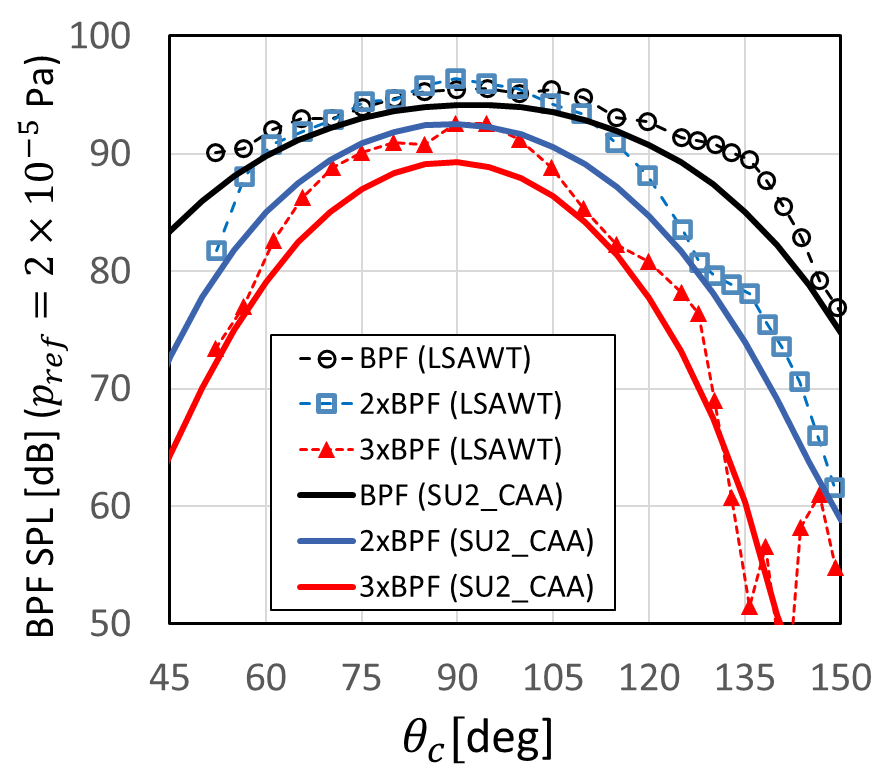 BPF SPL [dB] (p_ref = 2 × 10^−5 Pa)
100
90
80
70
60
50
BPF (LSAWT)
2xBPF (LSAWT)
3xBPF (LSAWT)
BPF (SU2_CAA)
2xBPF (SU2_CAA)
3xBPF (SU2_CAA)
45 60 75 90 105 120 135 150
θ_c [deg]